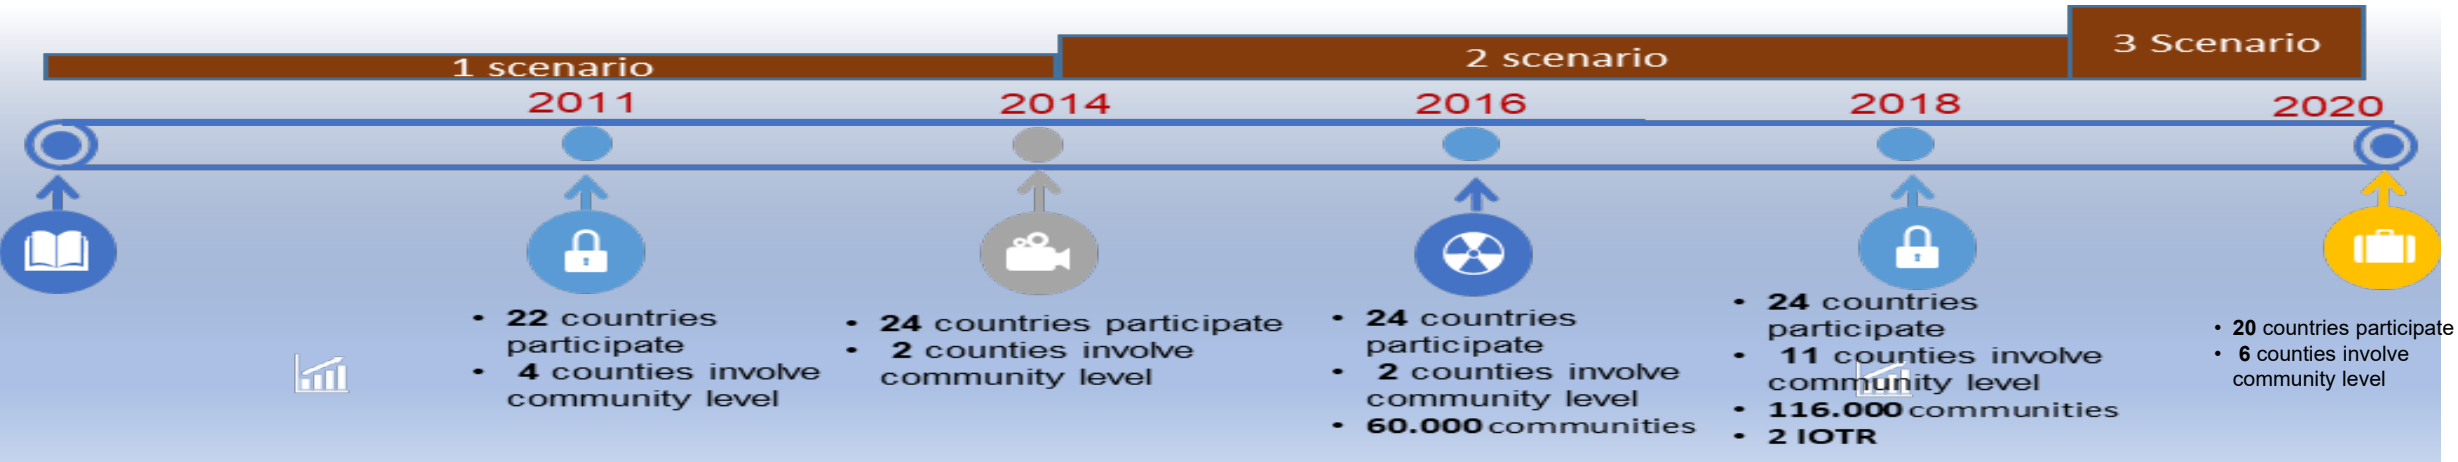 1 scenario
2 scenario
3 Scenario
2011
2014
2016
2018
2020
• 22 countries
participate
• 4 counties involve
community level
• 24 countries participate
• 2 counties involve
community level
• 24 countries
participate
• 2 counties involve
community level
• 60.000 communities
• 24 countries
participate
• 11 counties involve
community level
• 116.000 communities
• 2 IOTR
• 20 countries participate
• 6 counties involve
community level